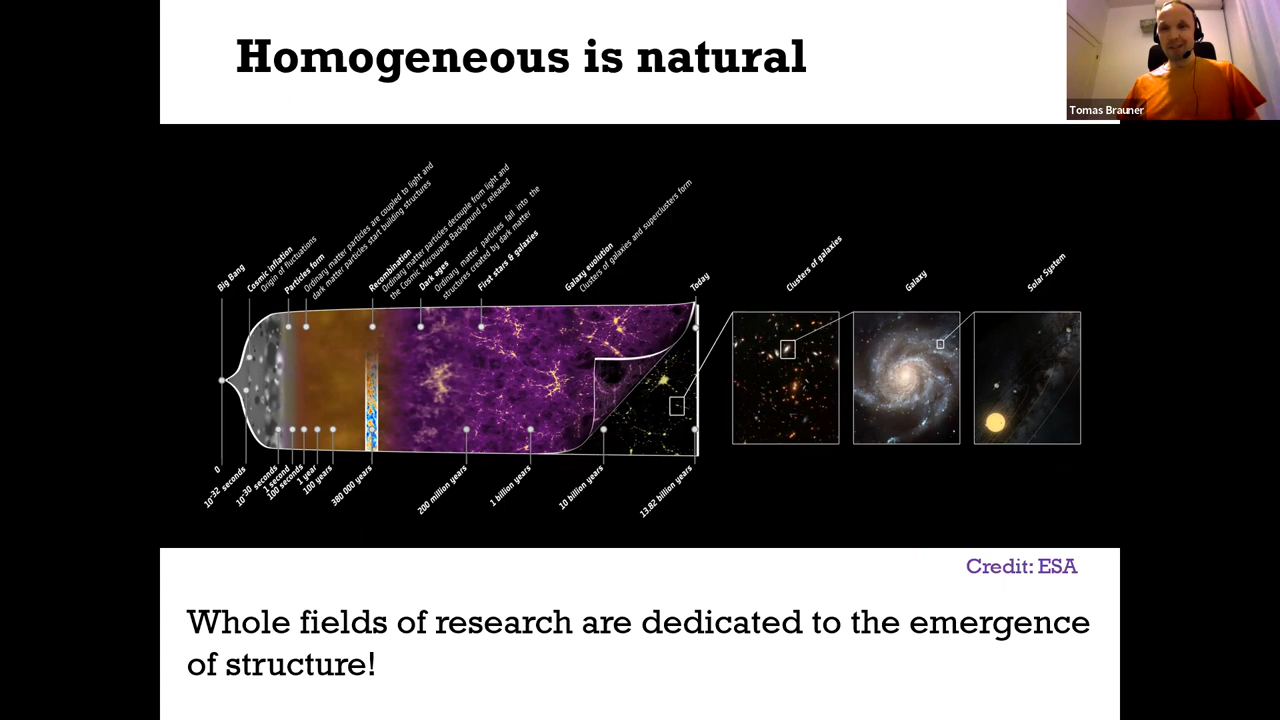 Homogeneous is natural
Tomas Brauner
Big Bang
Cosmic Inflation
Origin of fluctuations
Particles form
Ordinary matter particles are coupled to light and
dark matter particles start building structures
Recombination
Ordinary matter particles decouple from light and
the Cosmic Microwave Background is released
Dark ages
Ordinary matter particles fall into the
structures created by dark matter
First stars & galaxies
Galaxy evolution
Clusters of galaxies and superclusters form
Today
Clusters of galaxies
Galaxy
Solar System
0
10-32 seconds
10-30 seconds
1 second
100 seconds
1 year
100 years
380 000 years
200 million years
1 billion years
10 billion years
13.82 billion years
Credit: ESA
Whole fields of research are dedicated to the emergence
of structure!